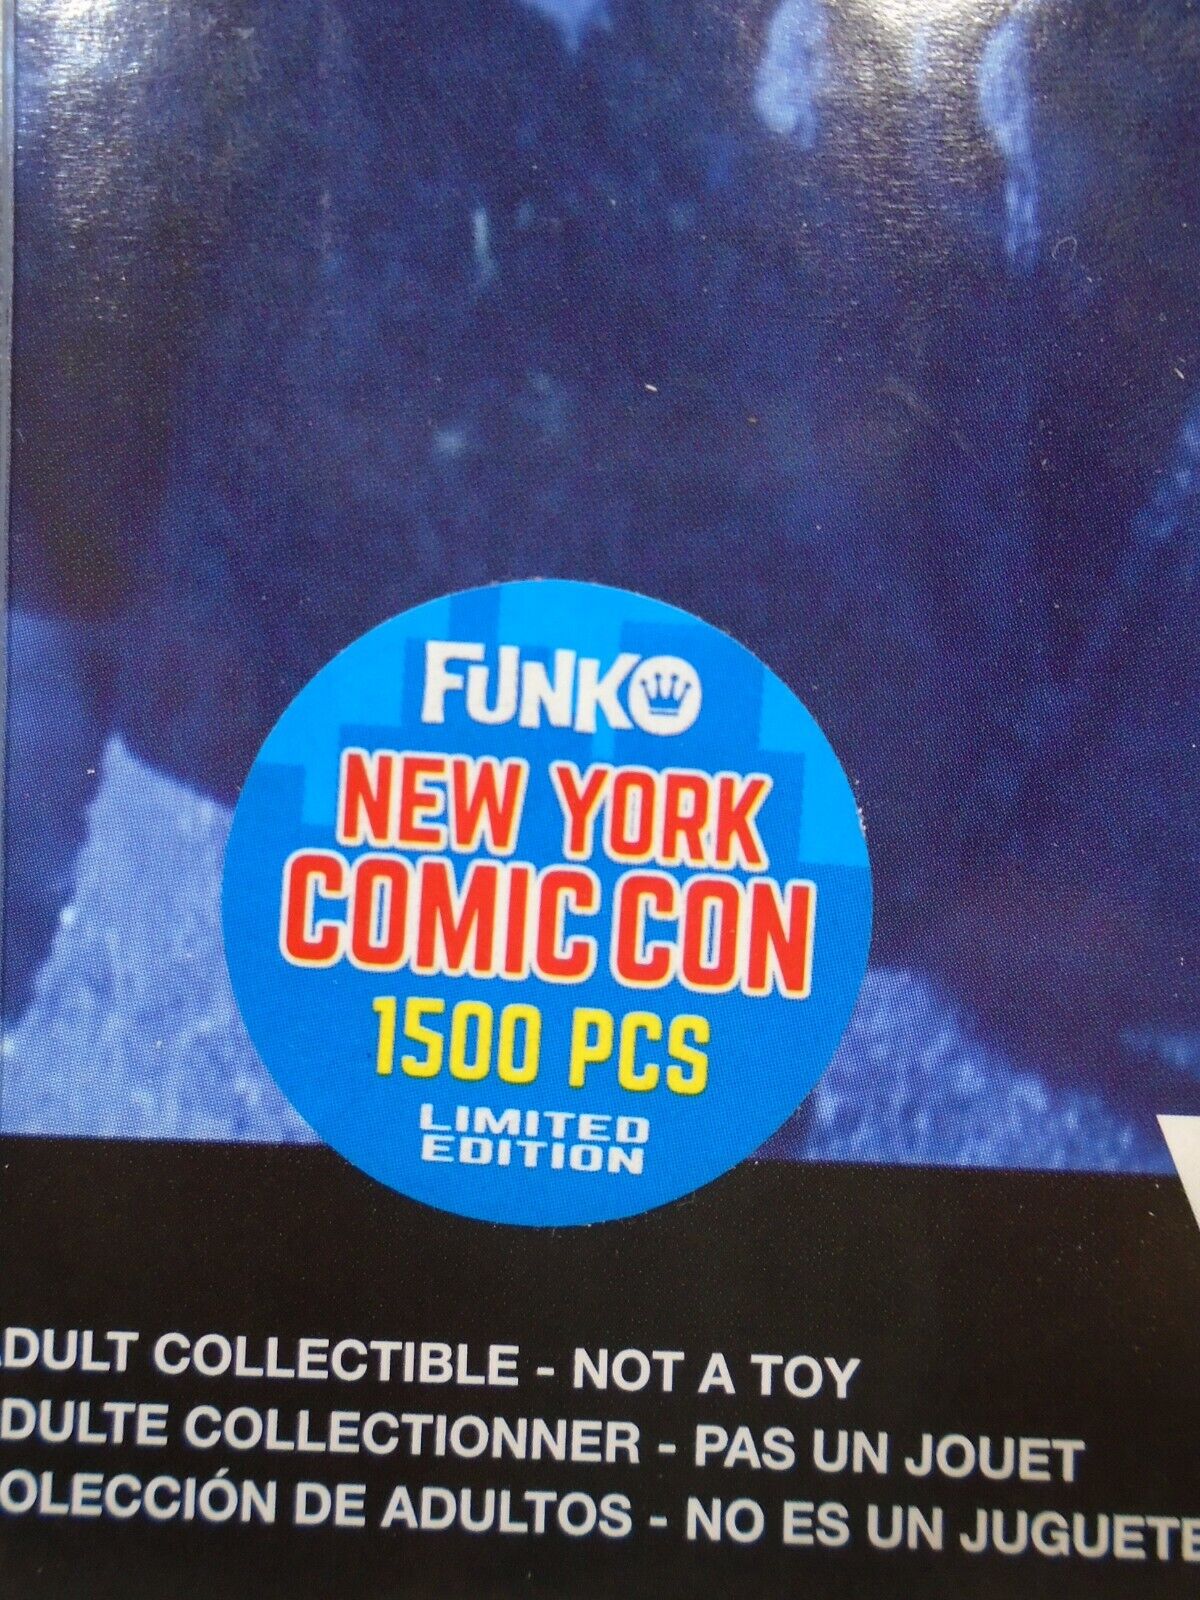 FUNKO
NEW YORK
COMIC CON
1500 PCS
LIMITED
EDITION
DULT COLLECTIBLE - NOT A TOY
DULTE COLLECTIONNER - PAS UN JOUET
OLECCIÓN DE ADULTOS - NO ES UN JUGUETE